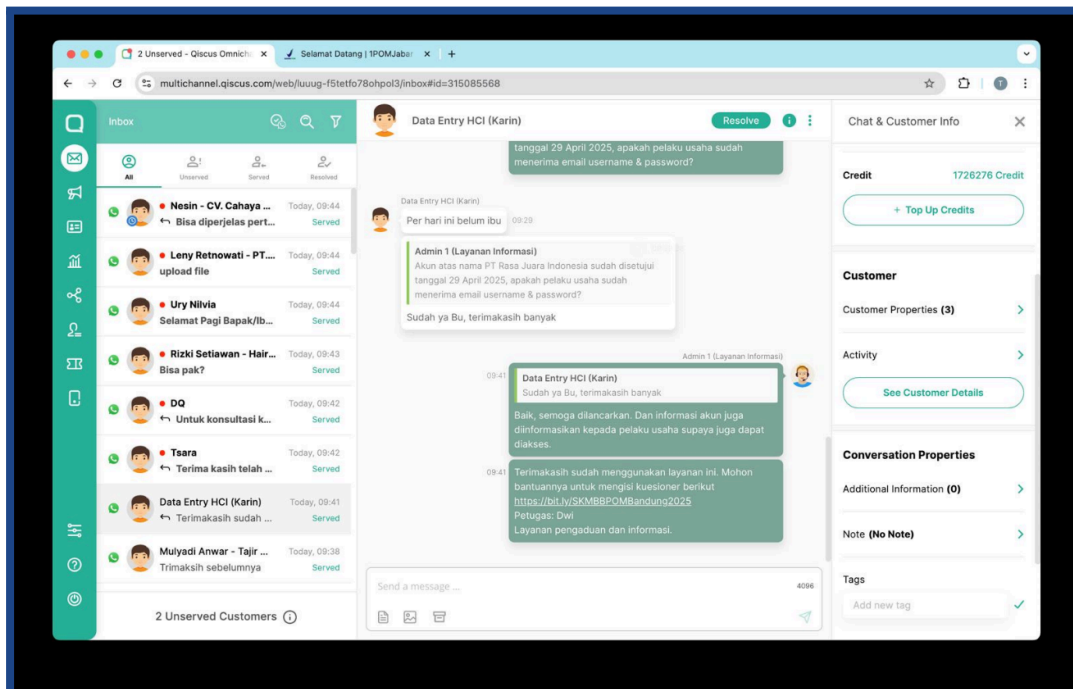 2 Unserved - Qiscus Omnich
Selamat Datang | 1POMJabar
multichannel.qiscus.com/web/luuug-f5tetfo78ohpol3/inbox#id=315085568
T
Inbox
All
Unserved
Served
Resolved
Nesin - CV. Cahaya ...
Today, 09:44
Bisa diperjelas pert...
Served
Leny Retnowati - PT....
Today, 09:44
upload file
Served
Ury Nilvia
Today, 09:44
Selamat Pagi Bapak/Ib...
Served
Rizki Setiawan - Hair...
Today, 09:43
Bisa pak?
Served
DQ
Today, 09:42
Untuk konsultasi k...
Served
Tsara
Today, 09:42
Terima kasih telah ...
Served
Data Entry HCI (Karin)
Today, 09:41
Terimakasih sudah ...
Served
Mulyadi Anwar - Tajir ...
Today, 09:38
Trimaksih sebelumnya
Served
2 Unserved Customers
Data Entry HCI (Karin)
Resolve
tanggal 29 April 2025, apakah pelaku usaha sudah
menerima email username & password?
Data Entry HCI (Karin)
Per hari ini belum ibu
09:29
Admin 1 (Layanan Informasi)
Akun atas nama PT Rasa Juara Indonesia sudah disetujui
tanggal 29 April 2025, apakah pelaku usaha sudah
menerima email username & password?
Sudah ya Bu, terimakasih banyak
Admin 1 (Layanan Informasi)
09:41
Data Entry HCI (Karin)
Sudah ya Bu, terimakasih banyak
Baik, semoga dilancarkan. Dan informasi akun juga
diinformasikan kepada pelaku usaha supaya juga dapat
diakses.
09:41
Terimakasih sudah menggunakan layanan ini. Mohon
bantuannya untuk mengisi kuesioner berikut
https://bit.ly/SKMBBPOMBandung2025
Petugas: Dwi
Layanan pengaduan dan informasi.
Send a message ...
4096
Chat & Customer Info
Credit
1726276 Credit
+ Top Up Credits
Customer
Customer Properties (3)
Activity
See Customer Details
Conversation Properties
Additional Information (0)
Note (No Note)
Tags
Add new tag